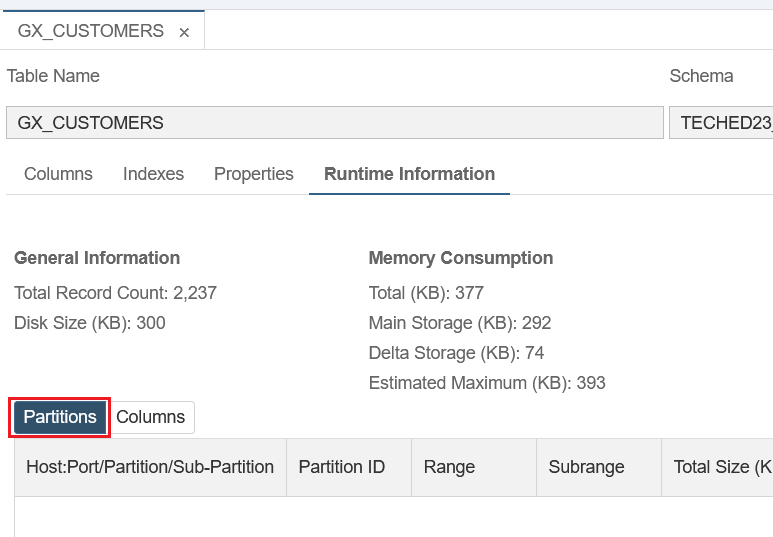 GX_CUSTOMERS ×
Table Name Schema
GX_CUSTOMERS TECHED23_
Columns Indexes Properties Runtime Information
General Information Memory Consumption
Total Record Count: 2,237 Total (KB): 377
Disk Size (KB): 300 Main Storage (KB): 292
Delta Storage (KB): 74
Estimated Maximum (KB): 393
Partitions Columns
Host:Port/Partition/Sub-Partition Partition ID Range Subrange Total Size (K